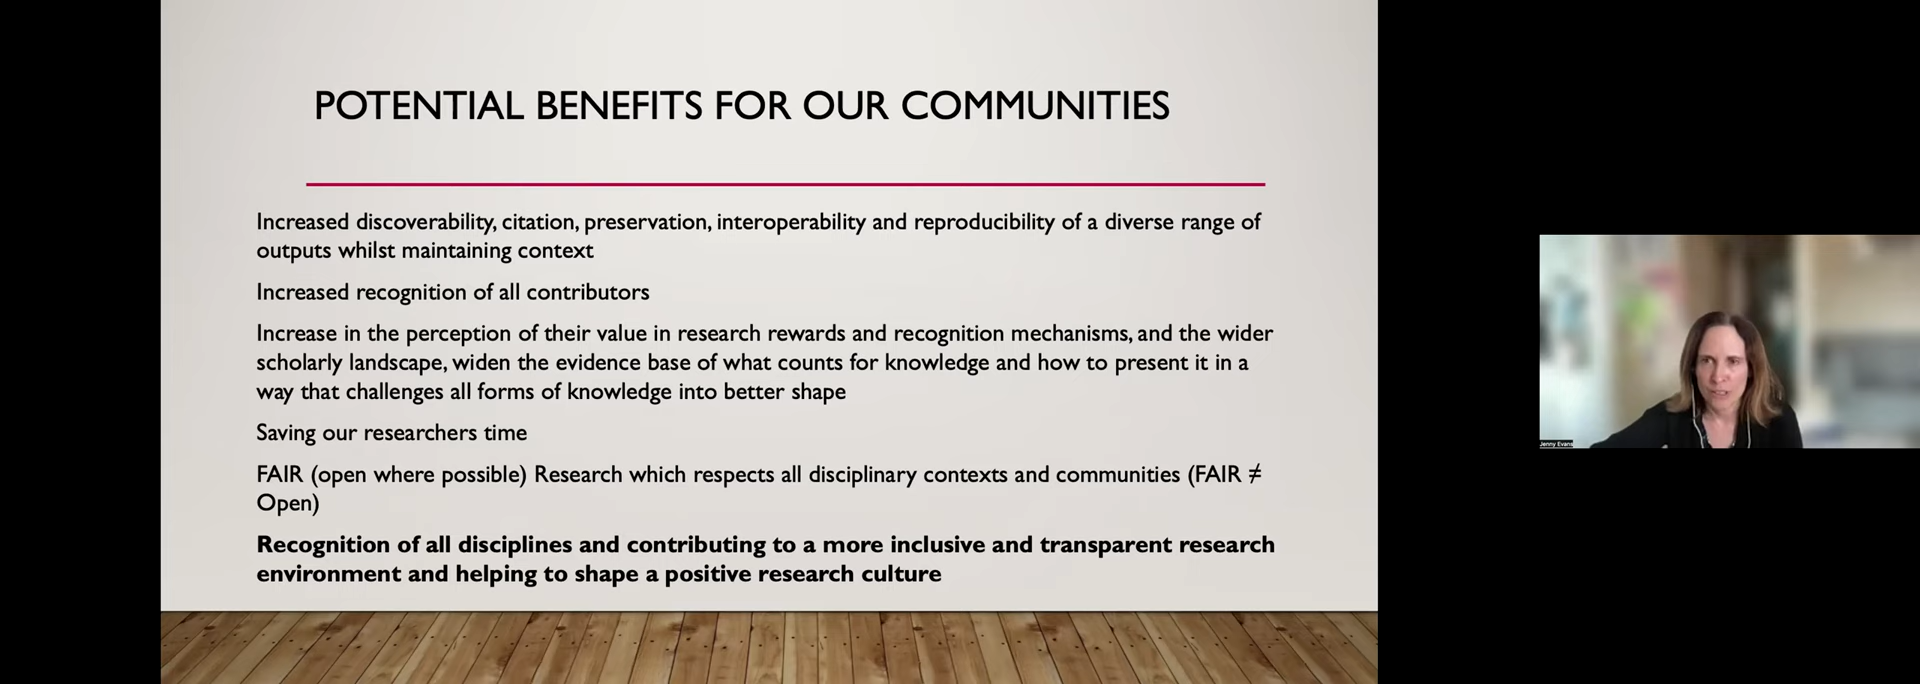 POTENTIAL BENEFITS FOR OUR COMMUNITIES
Increased discoverability, citation, preservation, interoperability and reproducibility of a diverse range of
outputs whilst maintaining context
Increased recognition of all contributors
Increase in the perception of their value in research rewards and recognition mechanisms, and the wider
scholarly landscape, widen the evidence base of what counts for knowledge and how to present it in a
way that challenges all forms of knowledge into better shape
Saving our researchers time
FAIR (open where possible) Research which respects all disciplinary contexts and communities (FAIR ≠
Open)
Recognition of all disciplines and contributing to a more inclusive and transparent research
environment and helping to shape a positive research culture
Jenny Evans